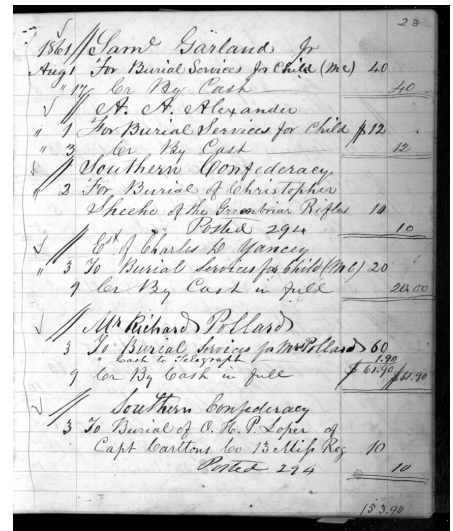 23
1861 // Saml Garland Jr
Aug 1 For Burial Services for Child (MC) 40
" 17 Cr By Cash 40
// A. A. Alexander
" 1 For Burial Services for Child $12
" 3 Cr By Cash 12
// Southern Confederacy
" 2 For Burial of Christopher
Sheehe of the Greenbriar Rifles 10
Posted 294 10
// Est of Charles D Yancey
" 3 To Burial Services for Child (MC) 20
9 Cr By Cash in full 20.00
// Mr Richard Pollard
3 To Burial Services for Mrs Pollard 60
" Cash to Telegraph 1.90
9 Cr By Cash in full $61.90 $61.90
// Southern Confederacy
3 To Burial of O. H. P. Loper of
Capt Carltons Co 13 Miss Reg 10
Posted 294 10
153.90